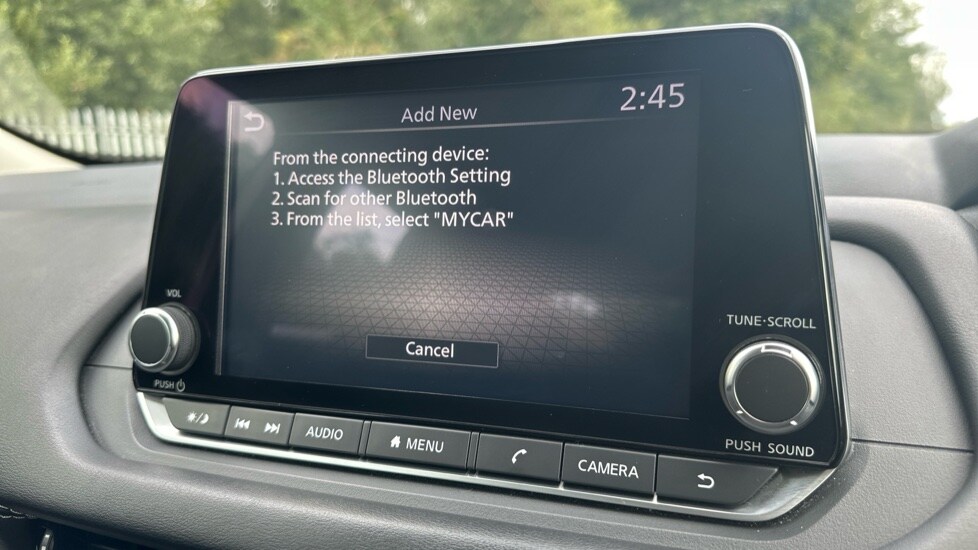 Add New
2:45
From the connecting device:
1. Access the Bluetooth Setting
2. Scan for other Bluetooth
3. From the list, select "MYCAR"
Cancel
VOL
PUSH
TUNE·SCROLL
PUSH SOUND
AUDIO
MENU
CAMERA